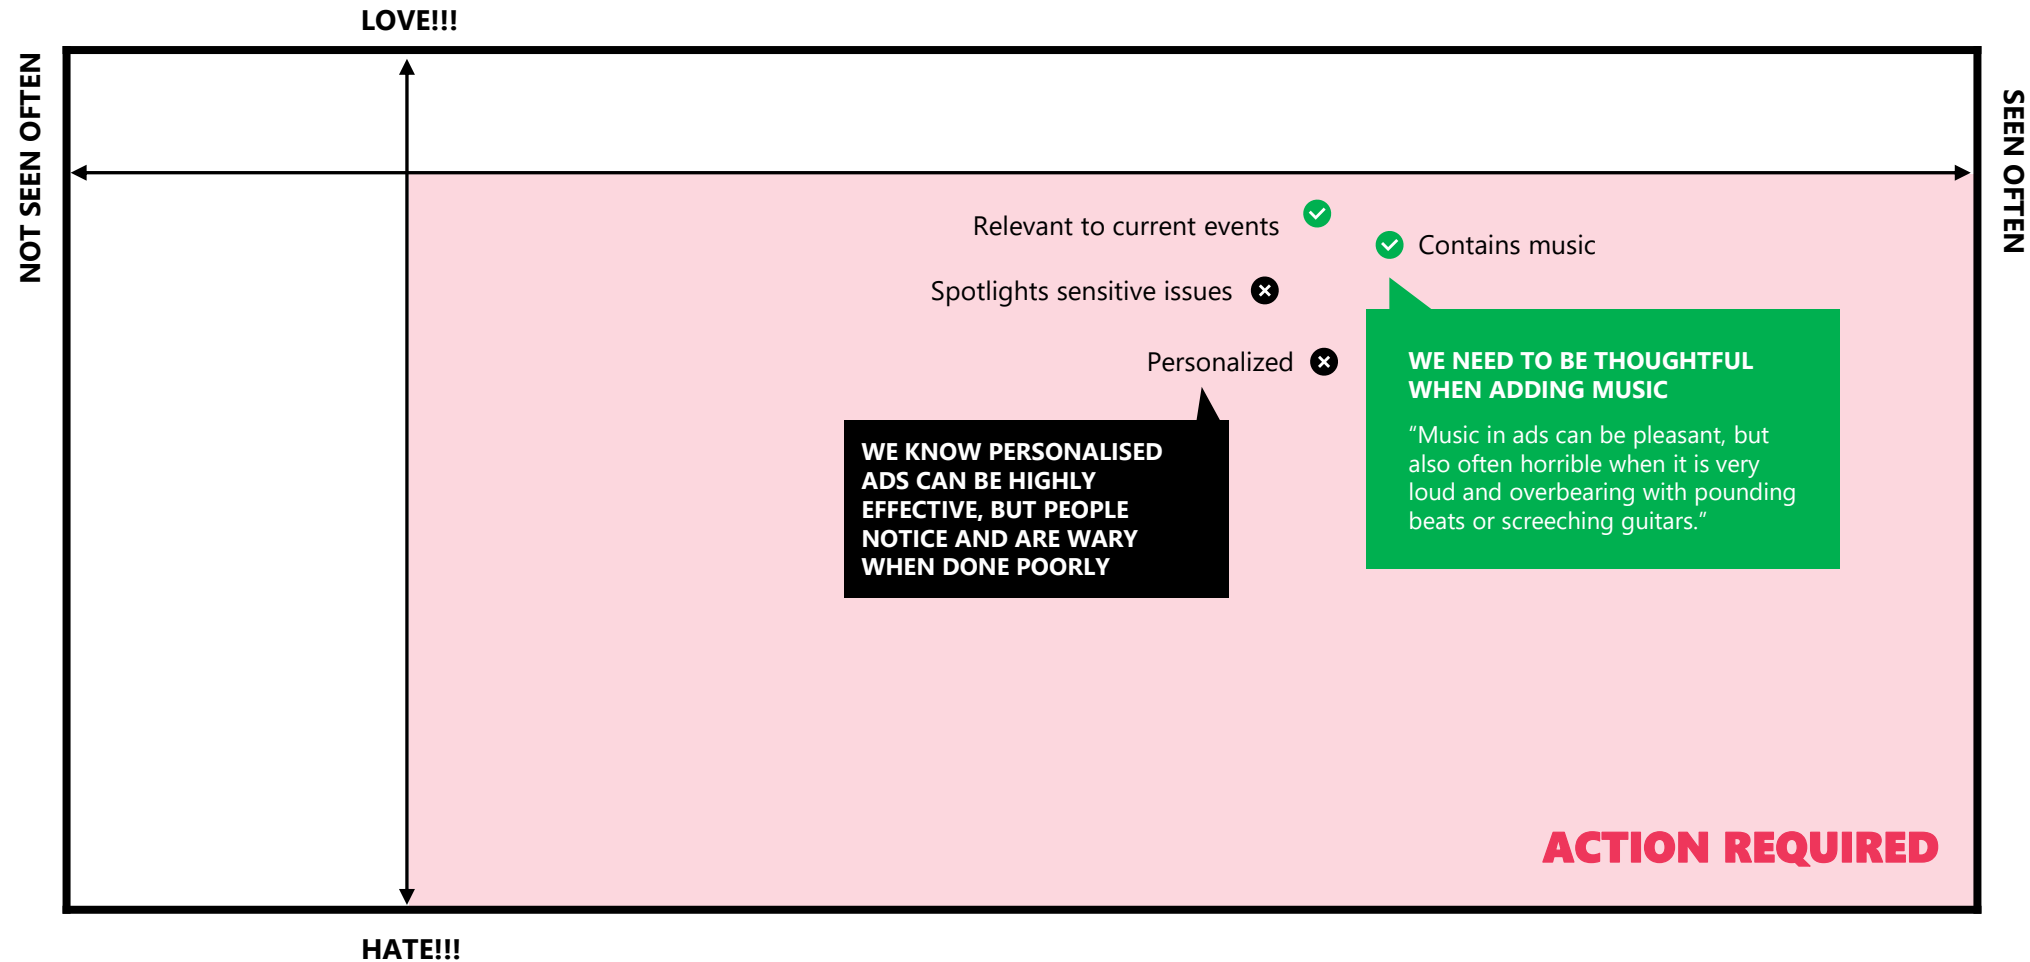 LOVE!!!
NOT SEEN OFTEN
SEEN OFTEN
Relevant to current events
Contains music
Spotlights sensitive issues
Personalized
WE NEED TO BE THOUGHTFUL
WHEN ADDING MUSIC
“Music in ads can be pleasant, but
also often horrible when it is very
loud and overbearing with pounding
beats or screeching guitars.”
WE KNOW PERSONALISED
ADS CAN BE HIGHLY
EFFECTIVE, BUT PEOPLE
NOTICE AND ARE WARY
WHEN DONE POORLY
ACTION REQUIRED
HATE!!!